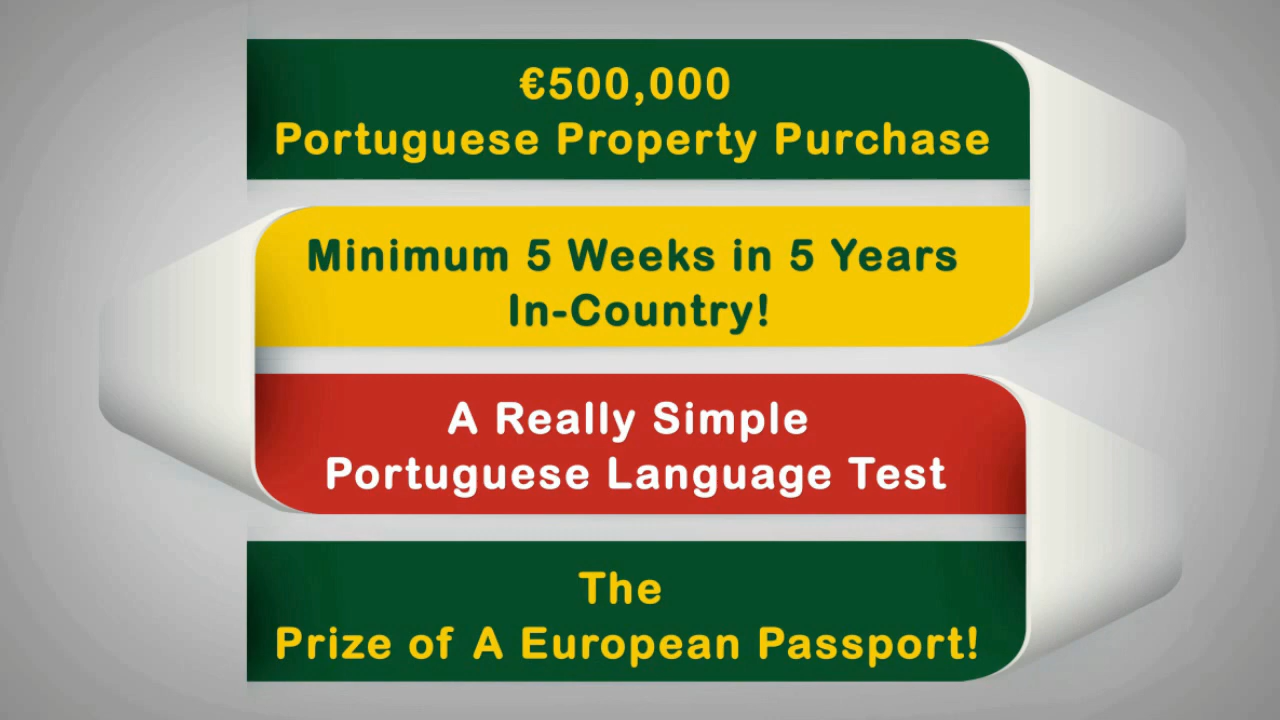 €500,000
Portuguese Property Purchase
Minimum 5 Weeks in 5 Years
In-Country!
A Really Simple
Portuguese Language Test
The
Prize of A European Passport!